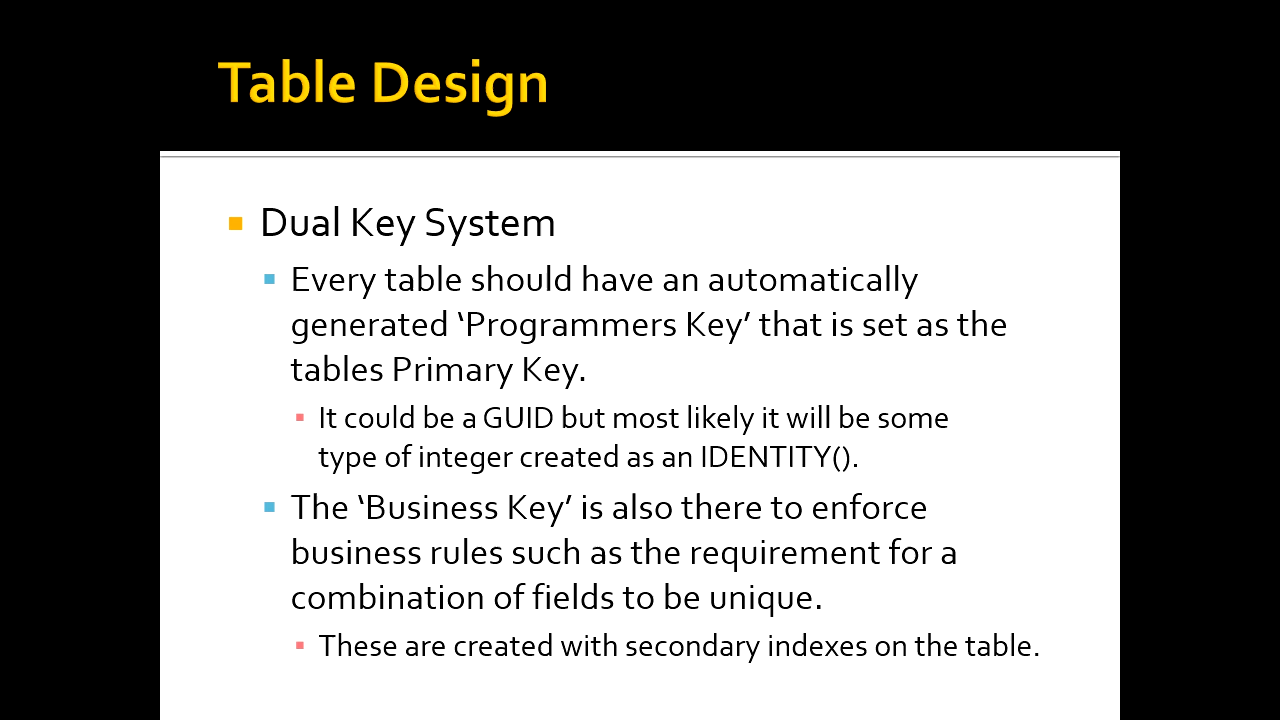 Table Design
Dual Key System
Every table should have an automatically
generated ‘Programmers Key’ that is set as the
tables Primary Key.
It could be a GUID but most likely it will be some
type of integer created as an IDENTITY().
The ‘Business Key’ is also there to enforce
business rules such as the requirement for a
combination of fields to be unique.
These are created with secondary indexes on the table.